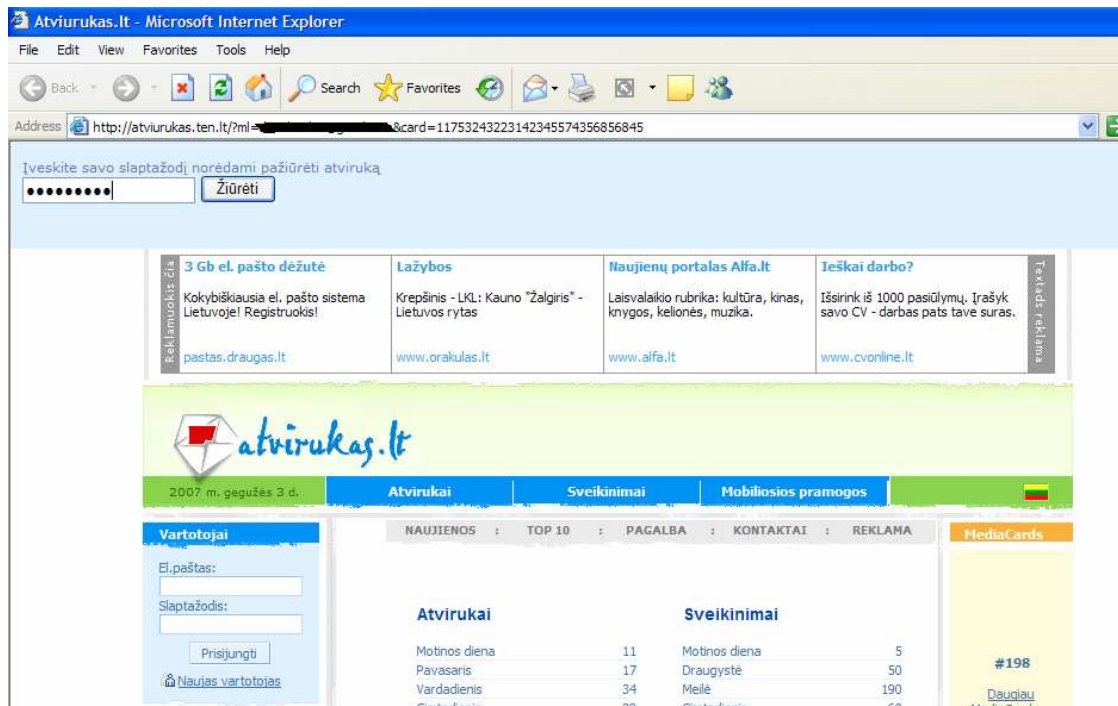 Atviurukas.lt - Microsoft Internet Explorer
File Edit View Favorites Tools Help
Back Search Favorites
Address http://atviurukas.ten.lt/?ml= &card=11753243223142345574356856845
Įveskite savo slaptažodį norėdami pažiūrėti atviruką
Žiūrėti
Reklamuokis čia
3 Gb el. pašto dėžutė
Kokybiškiausia el. pašto sistema
Lietuvoje! Registruokis!
pastas.draugas.lt
Lažybos
Krepšinis - LKL: Kauno "Žalgiris" -
Lietuvos rytas
www.orakulas.lt
Naujienų portalas Alfa.lt
Laisvalaikio rubrika: kultūra, kinas,
knygos, kelionės, muzika.
www.alfa.lt
Ieškai darbo?
Išsirink iš 1000 pasiūlymų. Įrašyk
savo CV - darbas pats tave suras.
www.cvonline.lt
Textads reklama
atvirukas.lt
2007 m. gegužės 3 d. Atvirukai Sveikinimai Mobiliosios pramogos
Vartotojai
El.paštas:
Slaptažodis:
Prisijungti
Naujas vartotojas
NAUJIENOS : TOP 10 : PAGALBA : KONTAKTAI : REKLAMA
Atvirukai
Motinos diena 11
Pavasaris 17
Vardadienis 34
Sveikinimai
Motinos diena 5
Draugystė 50
Meilė 190
MediaCards
#198
Daugiau